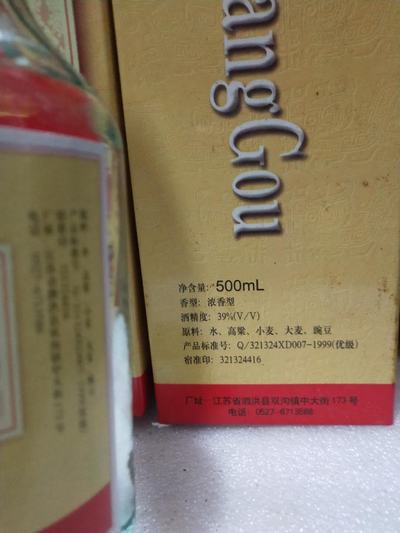 angGou
净含量: 500mL
香型: 浓香型
酒精度: 39%(V/V)
原料: 水、高粱、小麦、大麦、豌豆
产品标准号: Q/321324XD007-1999(优级)
宿准印: 321324416
厂址: 江苏省泗洪县双沟镇中大街173号
电话: 0527-6713588